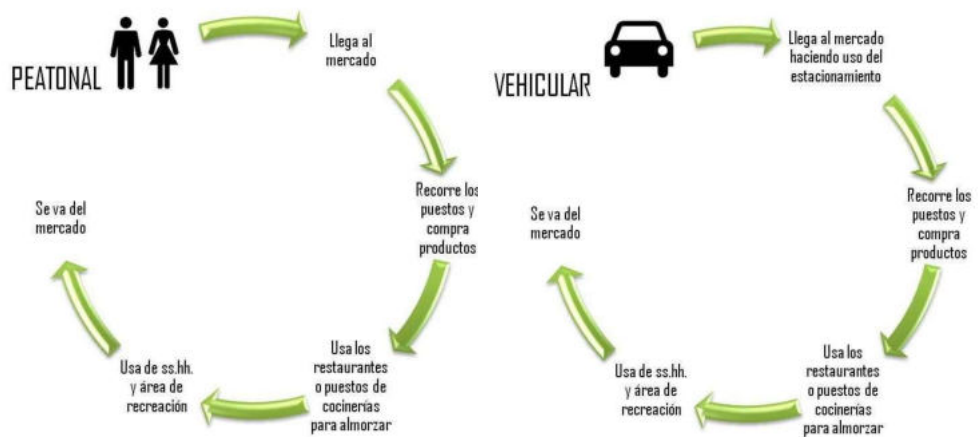 PEATONAL
Llega al
mercado
Recorre los
puestos y
compra
productos
Usa los
restaurantes
o puestos de
cocinerías
para almorzar
Usa de ss.hh.
y área de
recreación
Se va del
mercado
VEHICULAR
Llega al mercado
haciendo uso del
estacionamiento
Recorre los
puestos y
compra
productos
Usa los
restaurantes
o puestos de
cocinerías
para almorzar
Usa de ss.hh.
y área de
recreación
Se va del
mercado